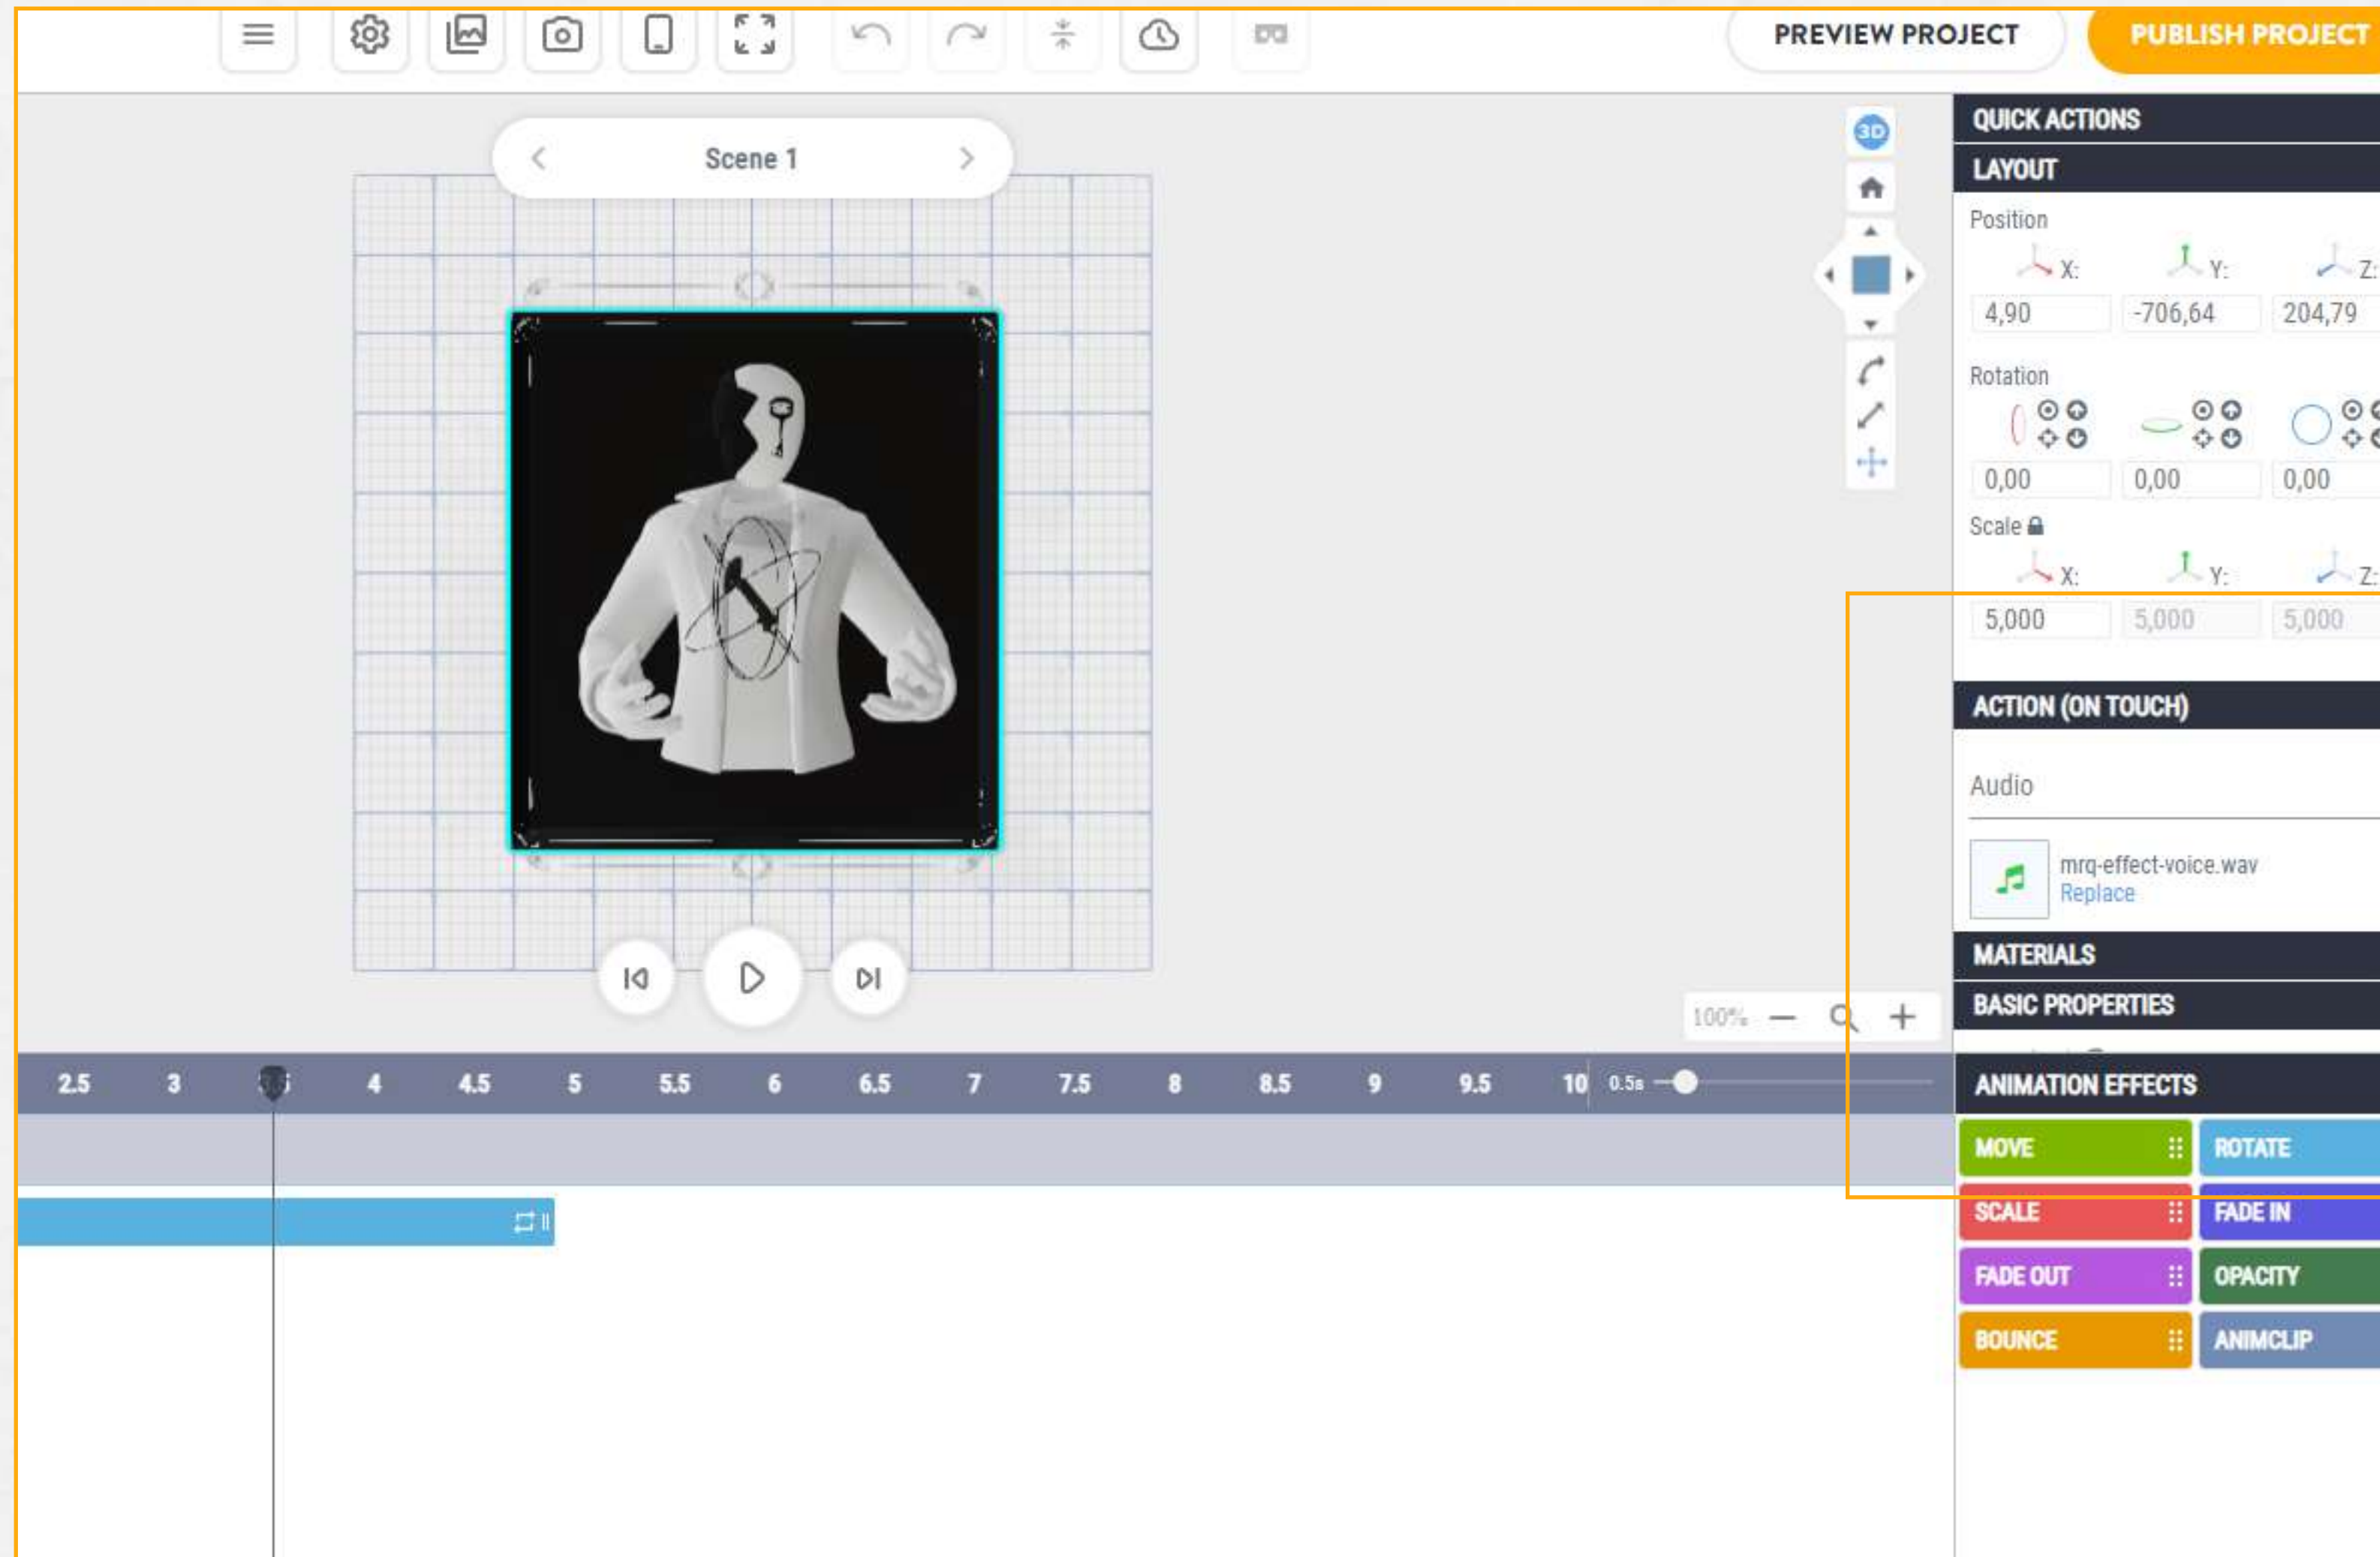 PREVIEW PROJECT
PUBLISH PROJECT
Scene 1
3D
QUICK ACTIONS
LAYOUT
Position
X: Y: Z:
4,90 -706,64 204,79
Rotation
0,00 0,00 0,00
Scale
X: Y: Z:
5,000 5,000 5,000
ACTION (ON TOUCH)
Audio
mrq-effect-voice.wav
Replace
MATERIALS
BASIC PROPERTIES
100%
2.5 3 4 4.5 5 5.5 6 6.5 7 7.5 8 8.5 9 9.5 10 0.5s
ANIMATION EFFECTS
MOVE ROTATE
SCALE FADE IN
FADE OUT OPACITY
BOUNCE ANIMCLIP